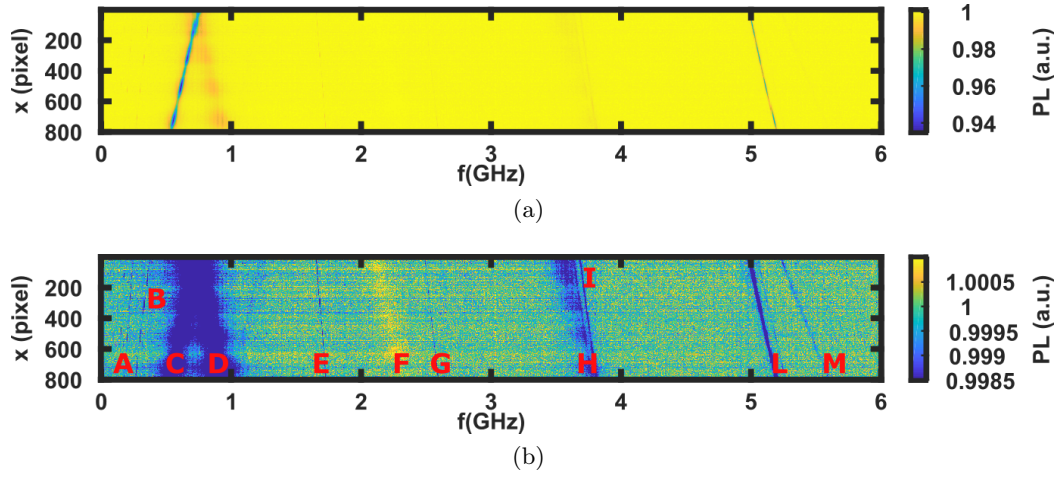 x (pixel)
200
400
600
800
0 1 2 3 4 5 6
f(GHz)
1
0.98
0.96
0.94
PL (a.u.)
(a)
x (pixel)
200
400
600
800
A B C D E F G H I L M
0 1 2 3 4 5 6
f(GHz)
1.0005
1
0.9995
0.999
0.9985
PL (a.u.)
(b)